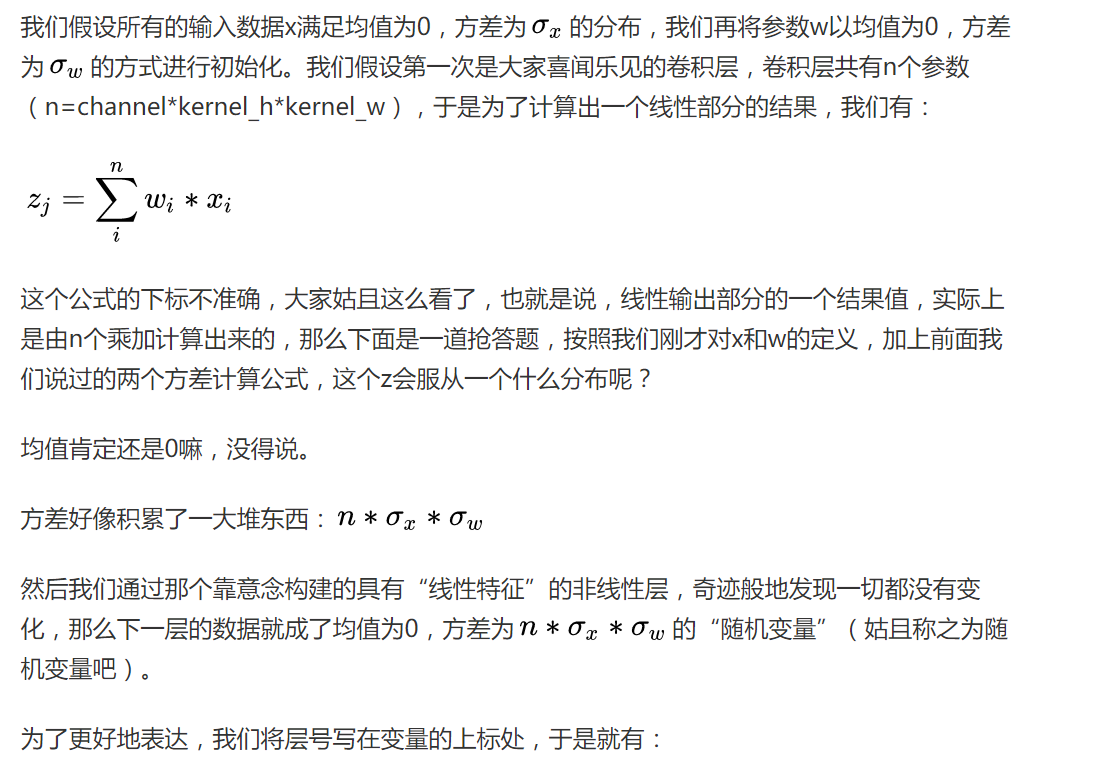 我们假设所有的输入数据x满足均值为0，方差为 σx 的分布，我们再将参数w以均值为0，方差
为 σw 的方式进行初始化。我们假设第一次是大家喜闻乐见的卷积层，卷积层共有n个参数
（n=channel*kernel_h*kernel_w），于是为了计算出一个线性部分的结果，我们有：
n
zj = ∑ wi * xi
i
这个公式的下标不准确，大家姑且这么看了，也就是说，线性输出部分的一个结果值，实际上
是由n个乘加计算出来的，那么下面是一道抢答题，按照我们刚才对x和w的定义，加上前面我
们说过的两个方差计算公式，这个z会服从一个什么分布呢？
均值肯定还是0嘛，没得说。
方差好像积累了一大堆东西：n * σx * σw
然后我们通过那个靠意念构建的具有“线性特征”的非线性层，奇迹般地发现一切都没有变
化，那么下一层的数据就成了均值为0，方差为 n * σx * σw 的“随机变量”（姑且称之为随
机变量吧）。
为了更好地表达，我们将层号写在变量的上标处，于是就有：